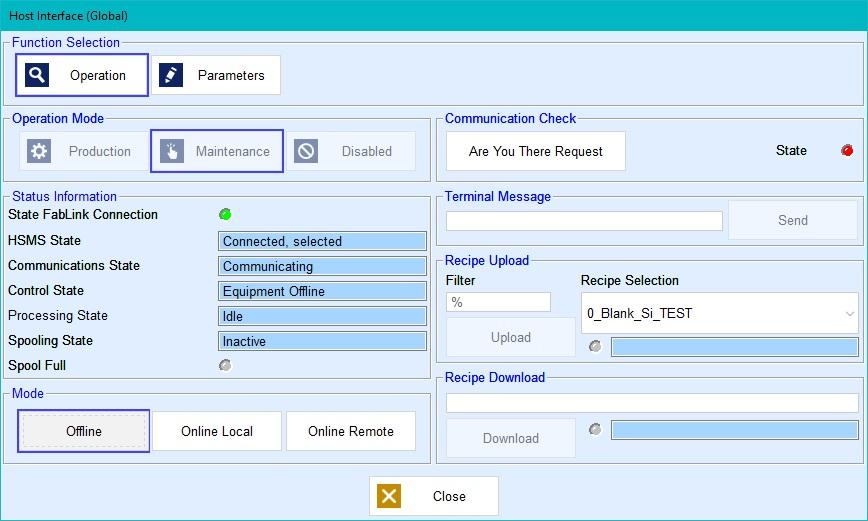 Host Interface (Global)
Function Selection
Operation
Parameters
Operation Mode
Production
Maintenance
Disabled
Communication Check
Are You There Request
State
Status Information
State FabLink Connection
HSMS State
Connected, selected
Communications State
Communicating
Control State
Equipment Offline
Processing State
Idle
Spooling State
Inactive
Spool Full
Terminal Message
Send
Recipe Upload
Filter
Recipe Selection
%
0_Blank_Si_TEST
Upload
Mode
Offline
Online Local
Online Remote
Recipe Download
Download
Close